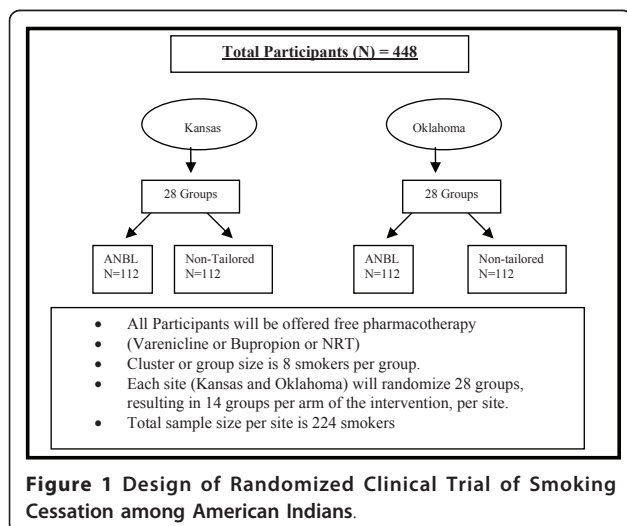 Total Participants (N) = 448
Kansas
Oklahoma
28 Groups
28 Groups
ANBL
N=112
Non-Tailored
N=112
ANBL
N=112
Non-tailored
N=112
• All Participants will be offered free pharmacotherapy
• (Varenicline or Bupropion or NRT)
• Cluster or group size is 8 smokers per group.
• Each site (Kansas and Oklahoma) will randomize 28 groups,
resulting in 14 groups per arm of the intervention, per site.
• Total sample size per site is 224 smokers
Figure 1 Design of Randomized Clinical Trial of Smoking
Cessation among American Indians.